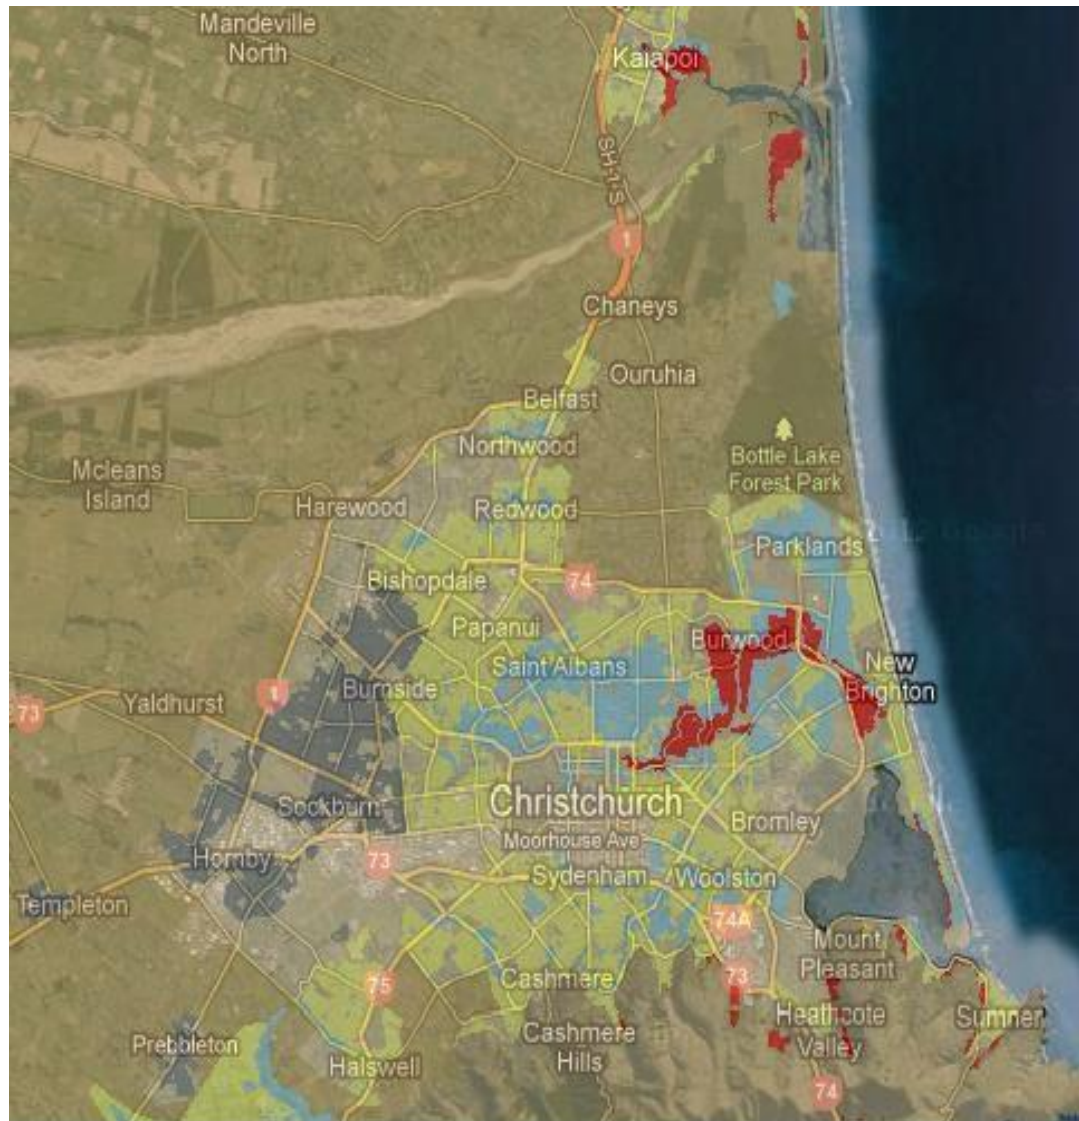 Mandeville
North
Kaiapoi
SH-1-S
1
Chaneys
Ouruhia
Belfast
Northwood
Bottle Lake
Forest Park
Mcleans
Island
Harewood
Redwood
Parklands
Bishopdale
74
Papanui
Burwood
Saint Albans
New
Brighton
Burnside
1
Yaldhurst
73
Christchurch
Sockburn
Bromley
Moorhouse Ave
Hornby
73
Sydenham
Woolston
Templeton
74A
Mount
Pleasant
73
Cashmere
75
Heathcote
Valley
Sumner
Cashmere
Hills
Prebbleton
Halswell
74